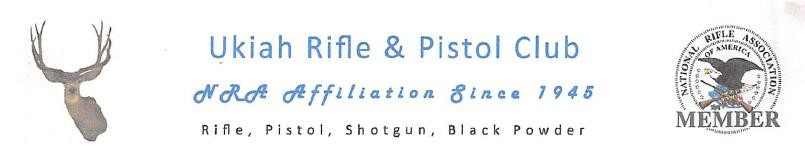 Ukiah Rifle & Pistol Club
NRA Affiliation Since 1945
Rifle, Pistol, Shotgun, Black Powder
NATIONAL RIFLE ASSOCIATION
OF AMERICA
MEMBER